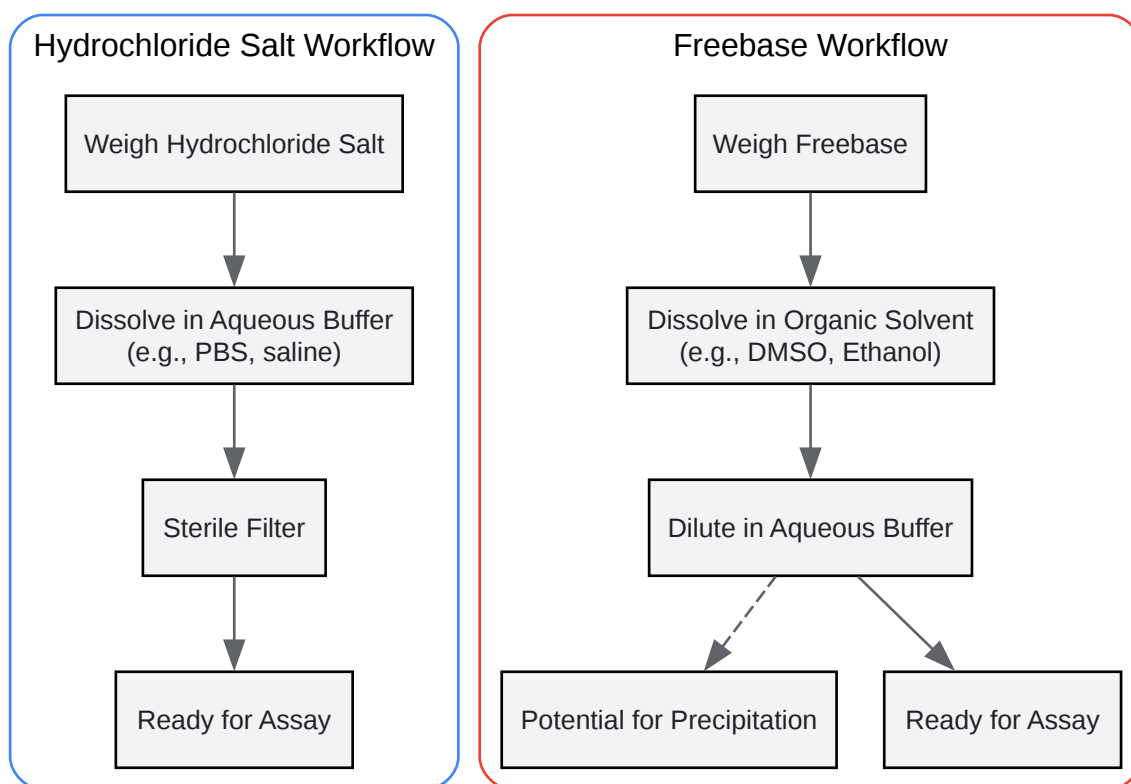 Hydrochloride Salt Workflow
Weigh Hydrochloride Salt
Dissolve in Aqueous Buffer
(e.g., PBS, saline)
Sterile Filter
Ready for Assay
Freebase Workflow
Weigh Freebase
Dissolve in Organic Solvent
(e.g., DMSO, Ethanol)
Dilute in Aqueous Buffer
Potential for Precipitation
Ready for Assay